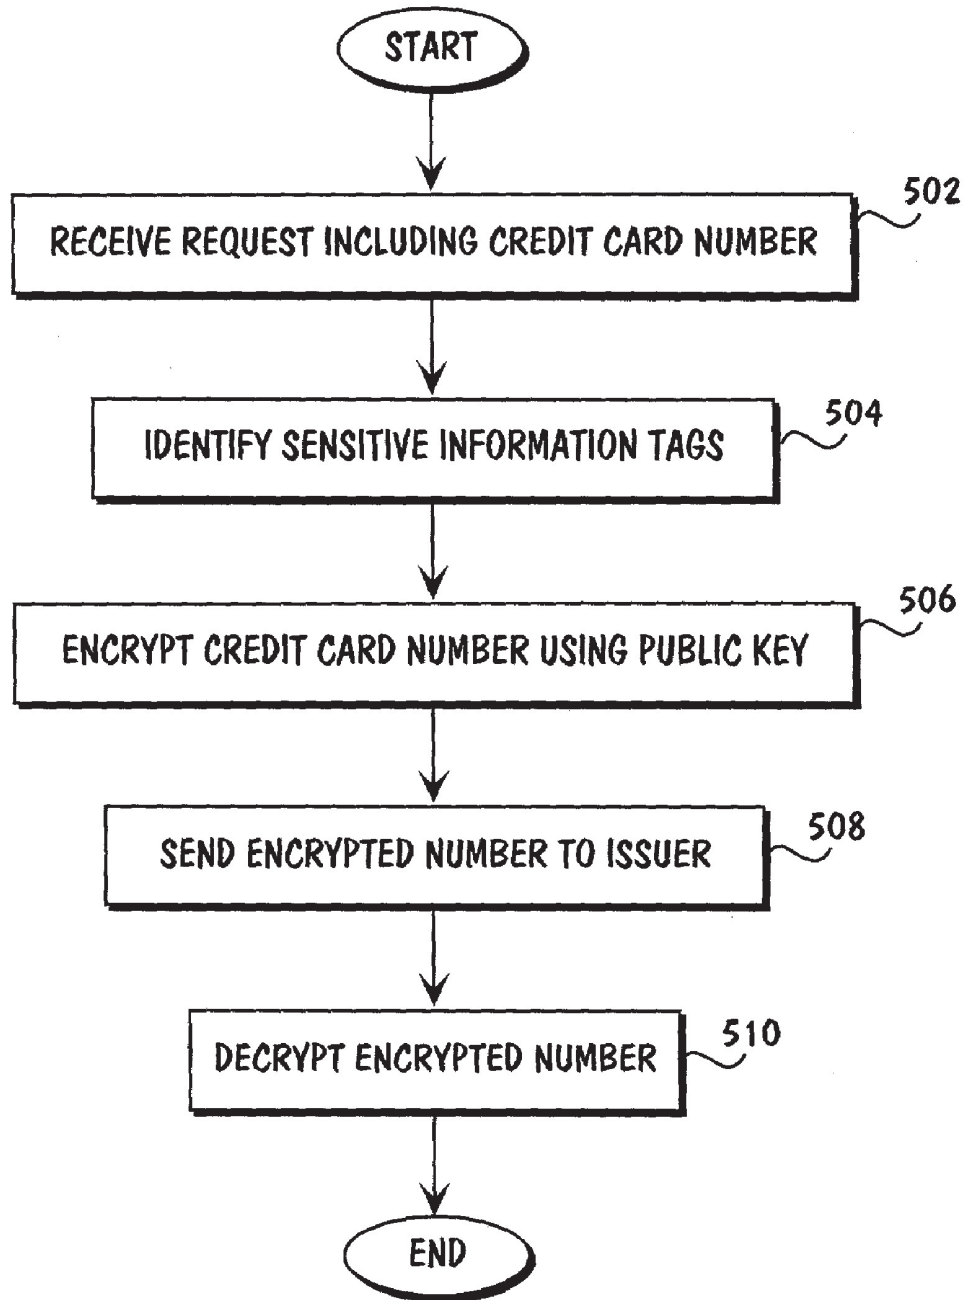 START
502
RECEIVE REQUEST INCLUDING CREDIT CARD NUMBER
504
IDENTIFY SENSITIVE INFORMATION TAGS
506
ENCRYPT CREDIT CARD NUMBER USING PUBLIC KEY
508
SEND ENCRYPTED NUMBER TO ISSUER
510
DECRYPT ENCRYPTED NUMBER
END